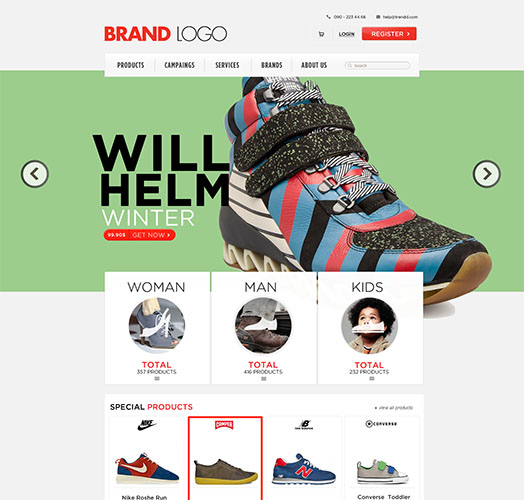 090 - 223 44 66 help@trendd.com
BRAND LOGO
LOGIN REGISTER >
PRODUCTS CAMPAINGS SERVICES BRANDS ABOUT US Search
WILL
HELM
WINTER
99.90$ GET NOW >
WOMAN MAN KIDS
TOTAL TOTAL TOTAL
357 PRODUCTS 416 PRODUCTS 232 PRODUCTS
SPECIAL PRODUCTS view all products
NIKE CAMPER new balance CONVERSE
Nike Roshe Run Converse Toddler